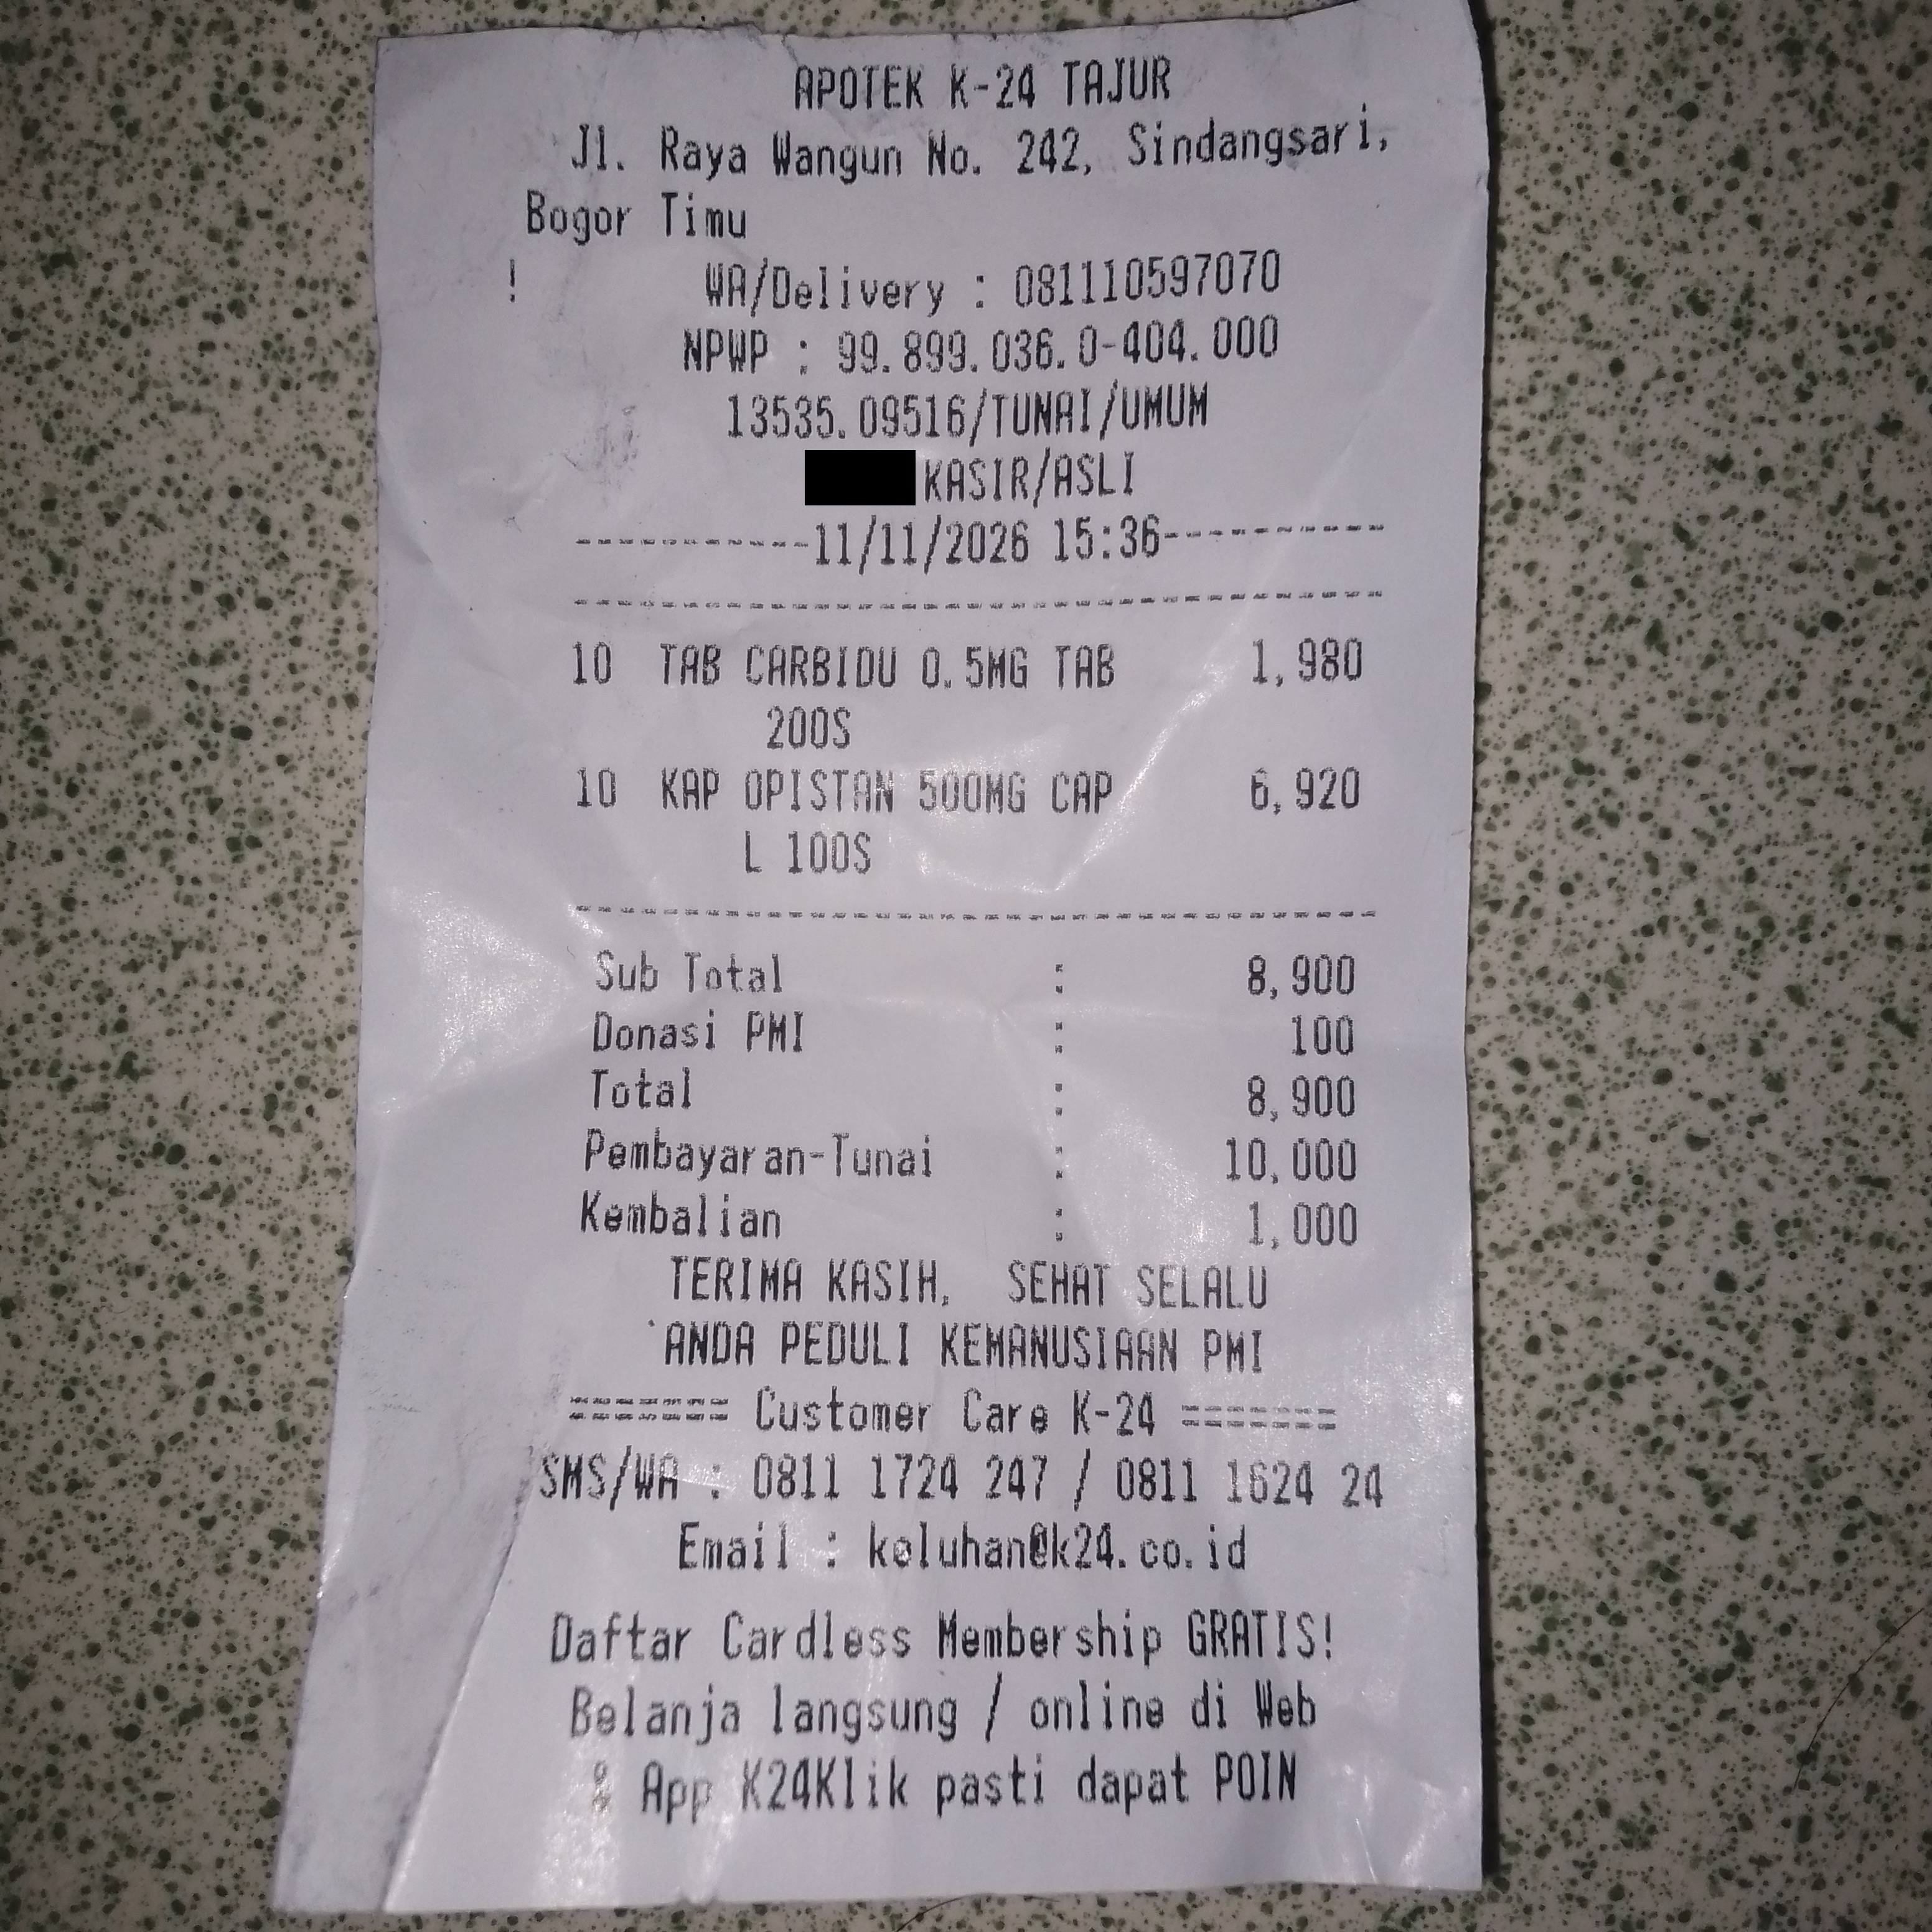 APOTEK K-24 TAJUR
Jl. Raya Wangun No. 242, Sindangsari,
Bogor Timu
! WA/Delivery : 081110597070
NPWP : 99.899.036.0-404.000
13535.09516/TUNAI/UMUM
KASIR/ASLI
-----------11/11/2026 15:36----------
-------------------------------------
10 TAB CARBIDU 0.5MG TAB 1,980
200S
10 KAP OPISTAN 500MG CAP 6,920
L 100S
-------------------------------------
Sub Total : 8,900
Donasi PMI : 100
Total : 8,900
Pembayaran-Tunai : 10,000
Kembalian : 1,000
TERIMA KASIH, SEHAT SELALU
ANDA PEDULI KEMANUSIAAN PMI
======= Customer Care K-24 =======
SMS/WA : 0811 1724 247 / 0811 1624 24
Email : keluhan@k24.co.id
Daftar Cardless Membership GRATIS!
Belanja langsung / online di Web
& App K24Klik pasti dapat POIN